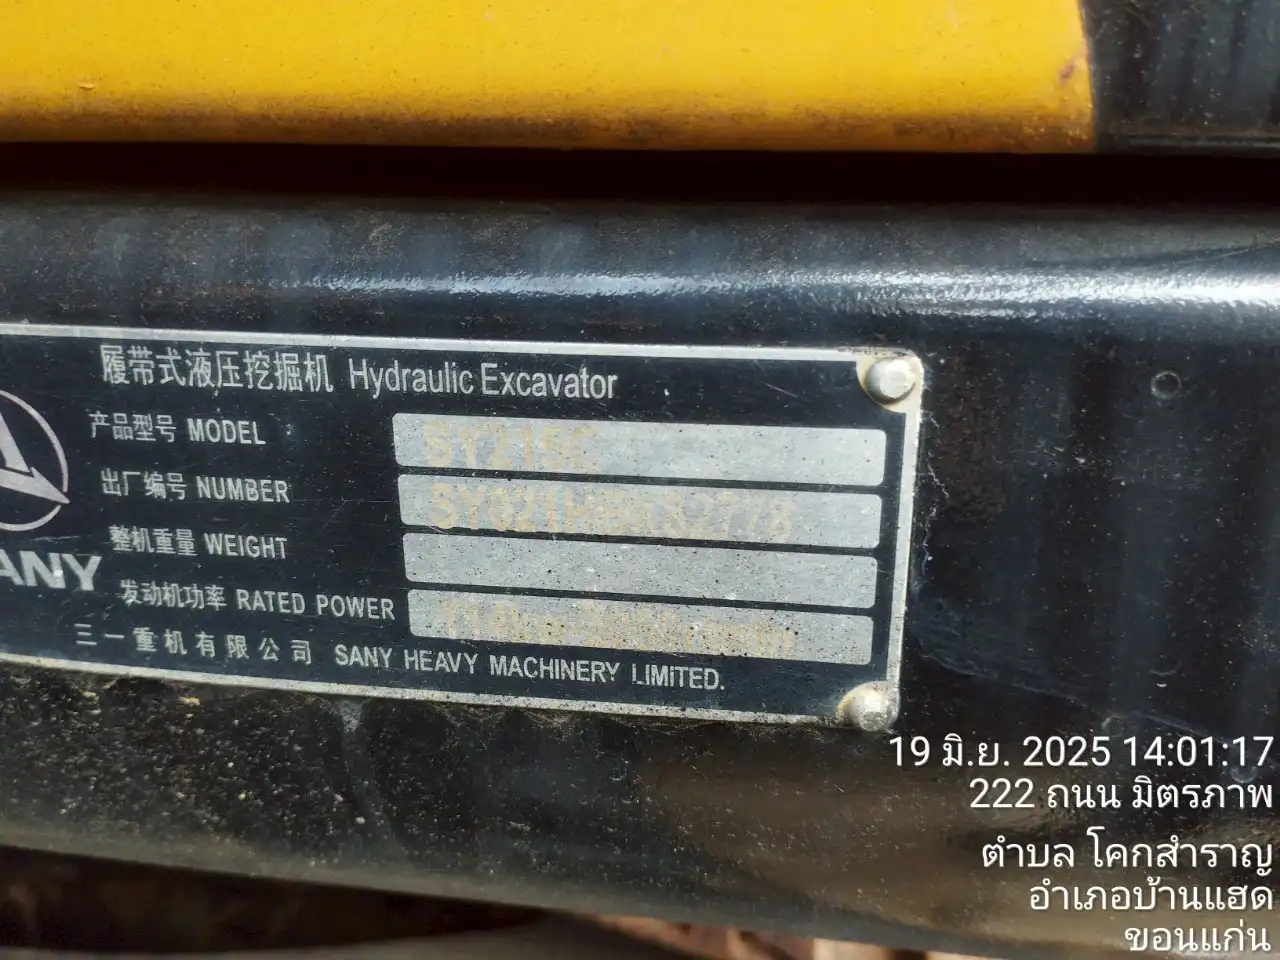 履带式液压挖掘机 Hydraulic Excavator
产品型号 MODEL SY215C
出厂编号 NUMBER
整机重量 WEIGHT
发动机功率 RATED POWER
ANY
三一重机有限公司 SANY HEAVY MACHINERY LIMITED.
19 มิ.ย. 2025 14:01:17
222 ถนน มิตรภาพ
ตำบล โคกสำราญ
อำเภอบ้านแฮด
ขอนแก่น